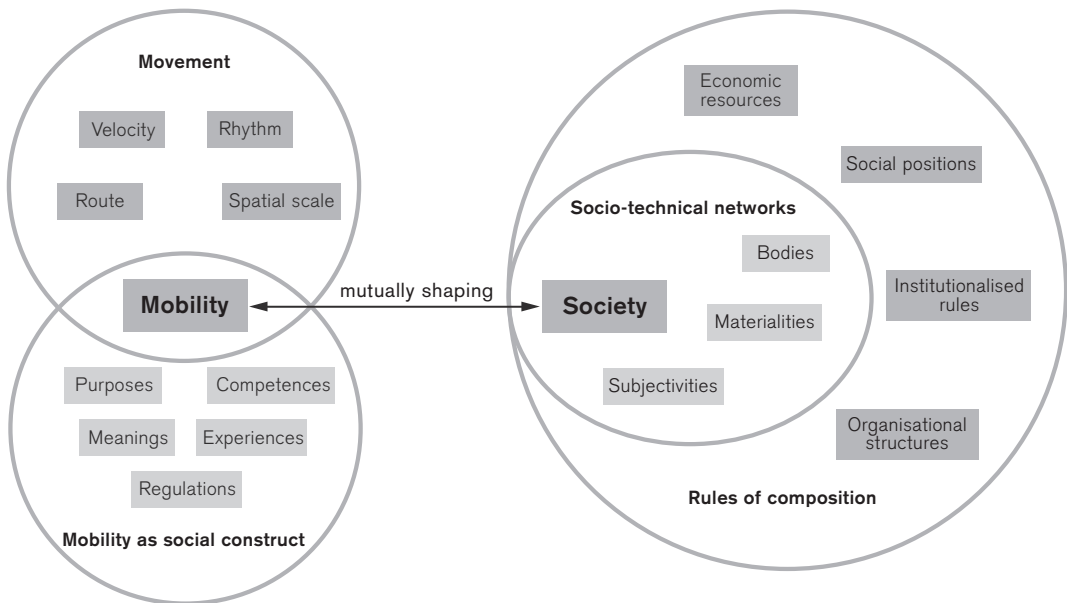 Movement
Velocity
Rhythm
Route
Spatial scale
Mobility
mutually shaping
Purposes
Competences
Meanings
Experiences
Regulations
Mobility as social construct
Economic
resources
Social positions
Socio-technical networks
Bodies
Society
Materialities
Subjectivities
Institutionalised
rules
Organisational
structures
Rules of composition